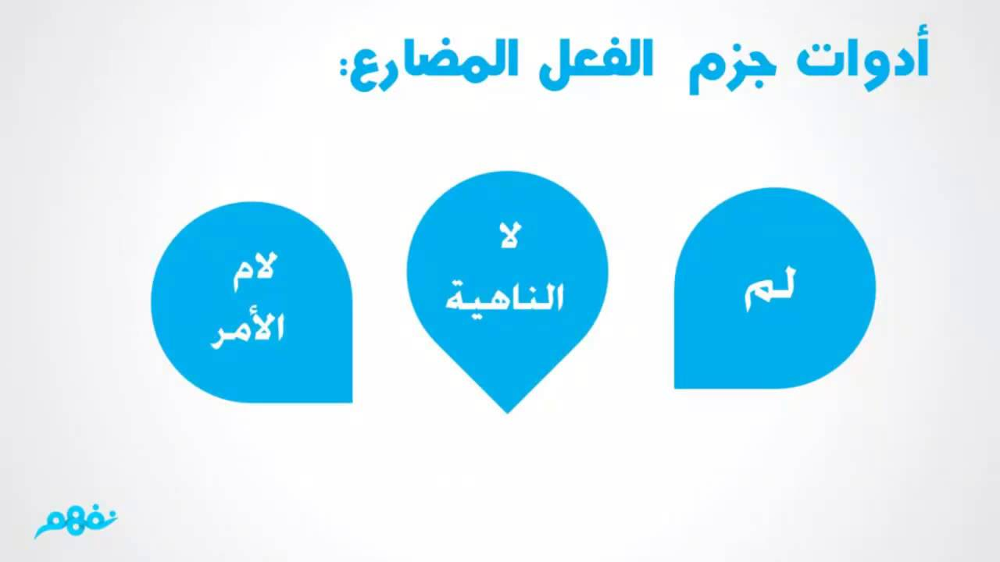 أدوات جزم الفعل المضارع:
لم
لا
الناهية
لام
الأمر
نفهم